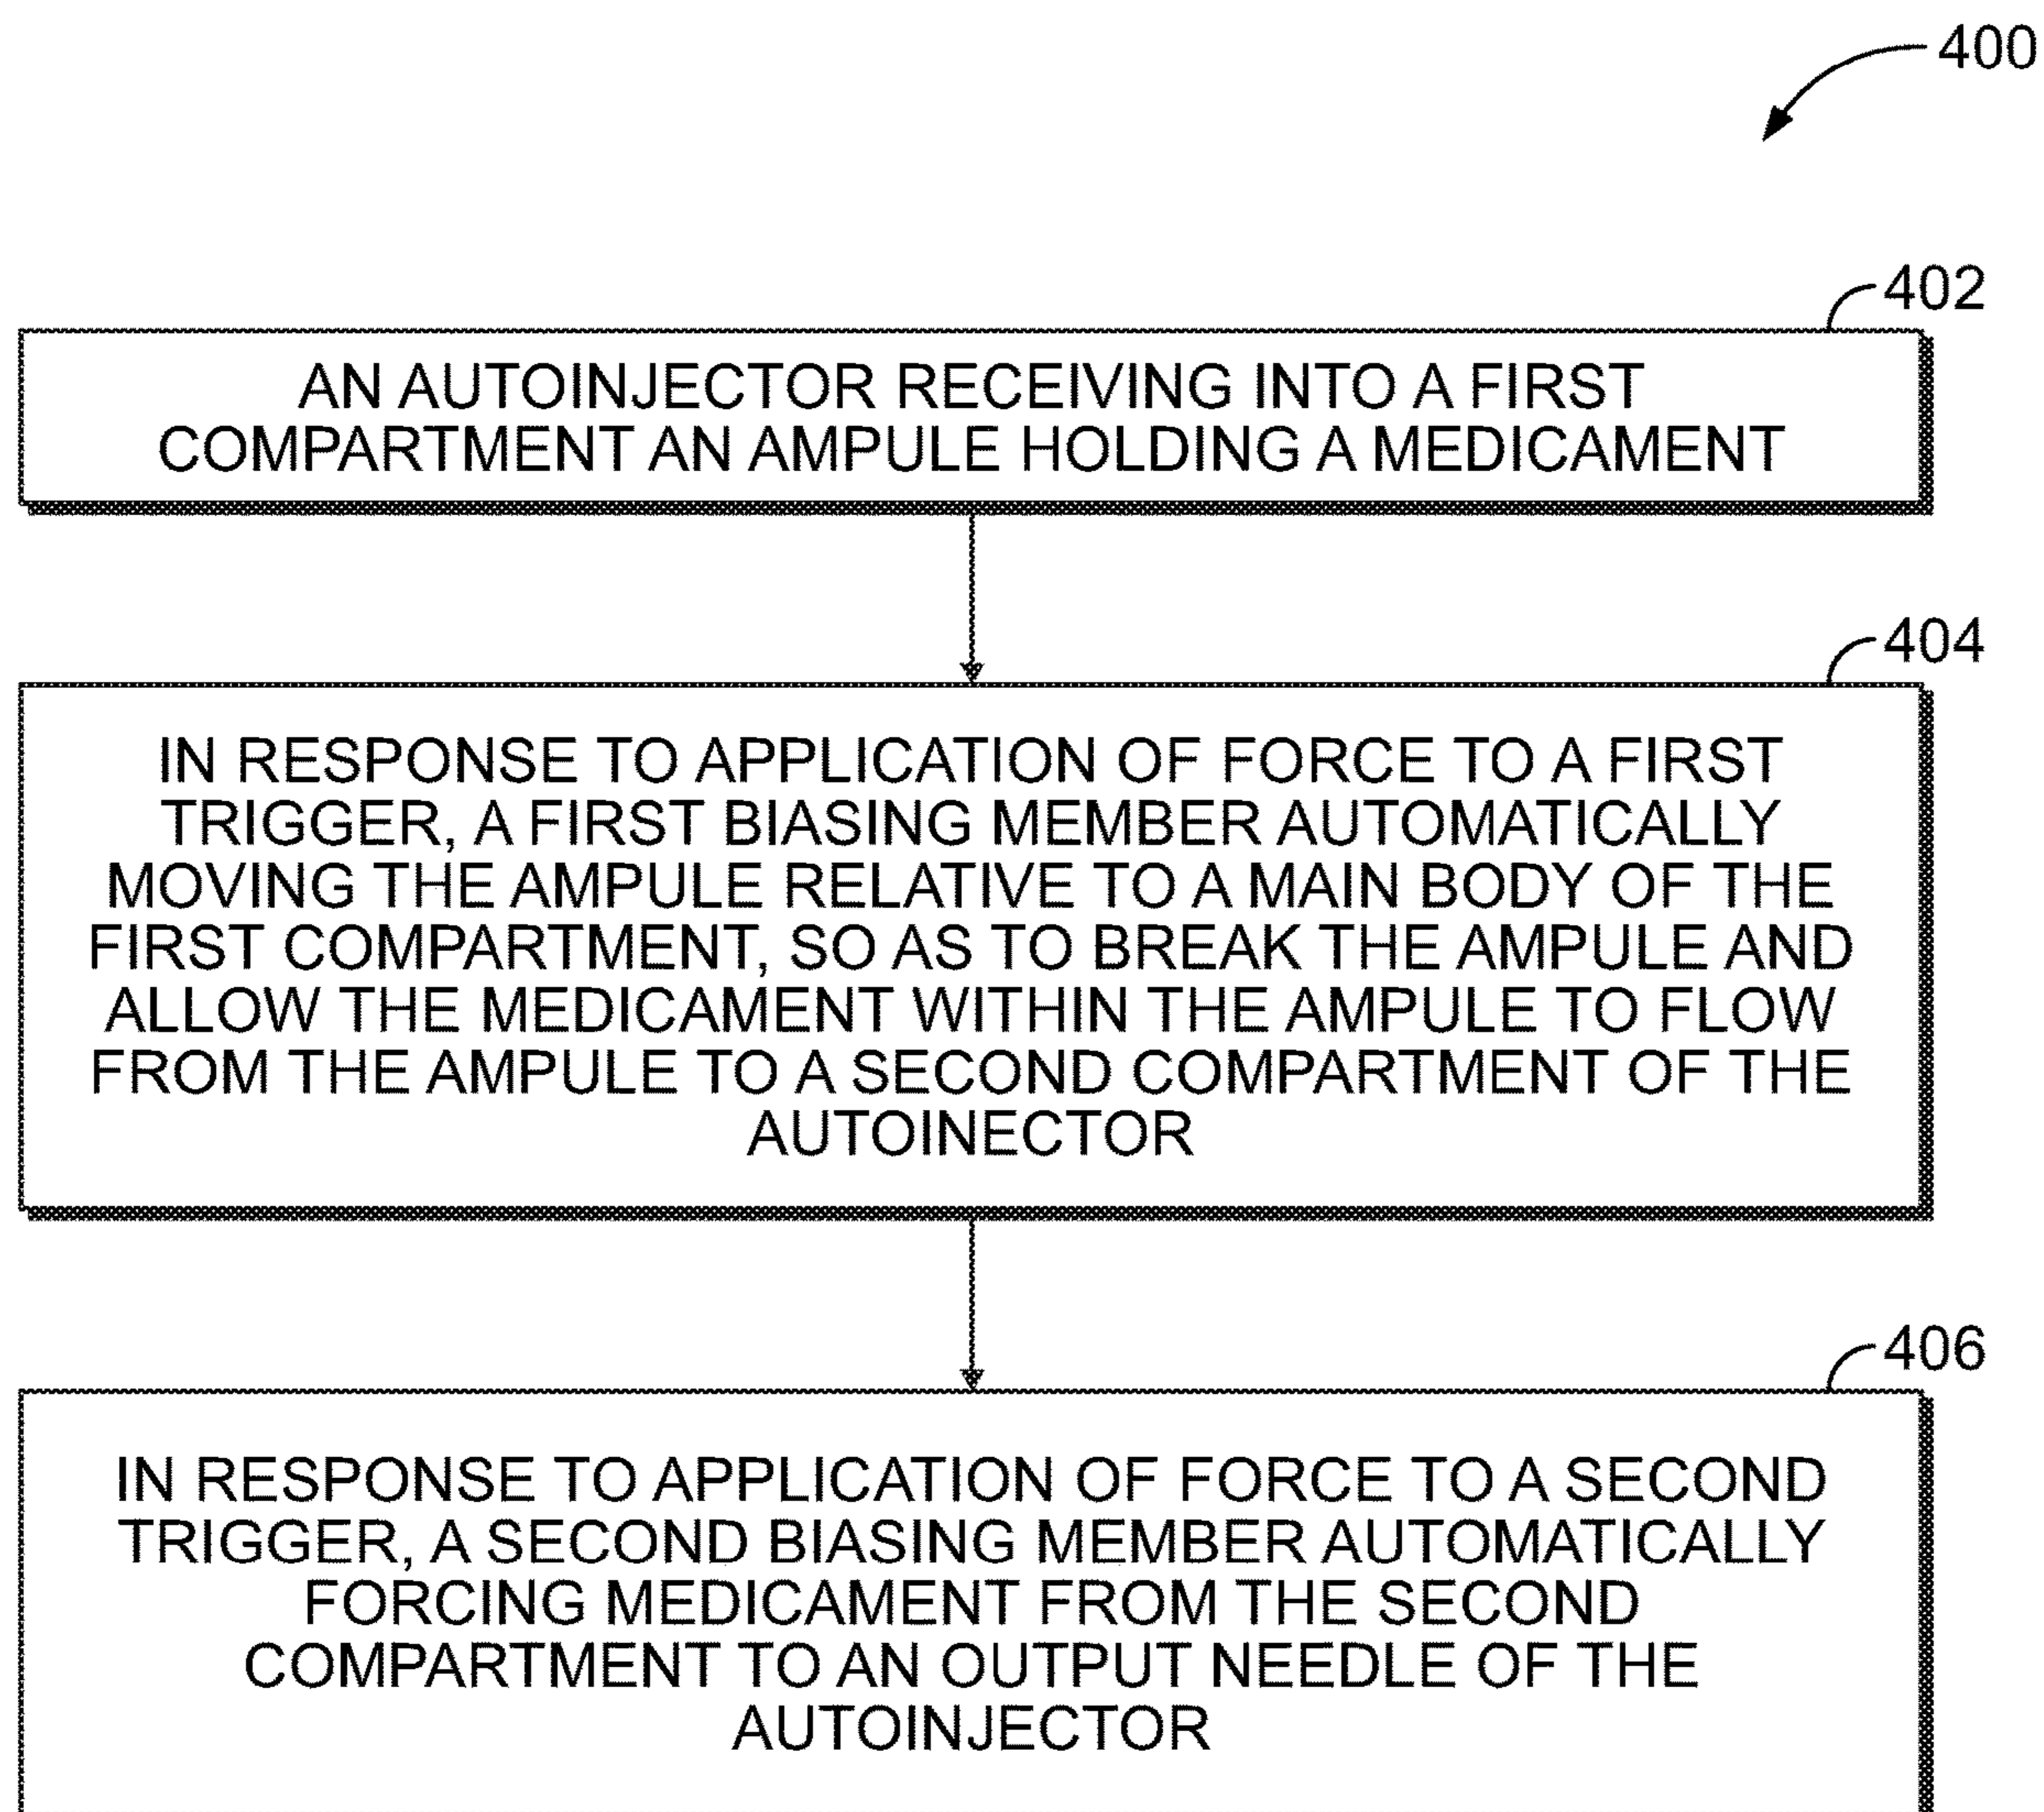 400
402
AN AUTOINJECTOR RECEIVING INTO A FIRST
COMPARTMENT AN AMPULE HOLDING A MEDICAMENT
404
IN RESPONSE TO APPLICATION OF FORCE TO A FIRST
TRIGGER, A FIRST BIASING MEMBER AUTOMATICALLY
MOVING THE AMPULE RELATIVE TO A MAIN BODY OF THE
FIRST COMPARTMENT, SO AS TO BREAK THE AMPULE AND
ALLOW THE MEDICAMENT WITHIN THE AMPULE TO FLOW
FROM THE AMPULE TO A SECOND COMPARTMENT OF THE
AUTOINECTOR
406
IN RESPONSE TO APPLICATION OF FORCE TO A SECOND
TRIGGER, A SECOND BIASING MEMBER AUTOMATICALLY
FORCING MEDICAMENT FROM THE SECOND
COMPARTMENT TO AN OUTPUT NEEDLE OF THE
AUTOINJECTOR